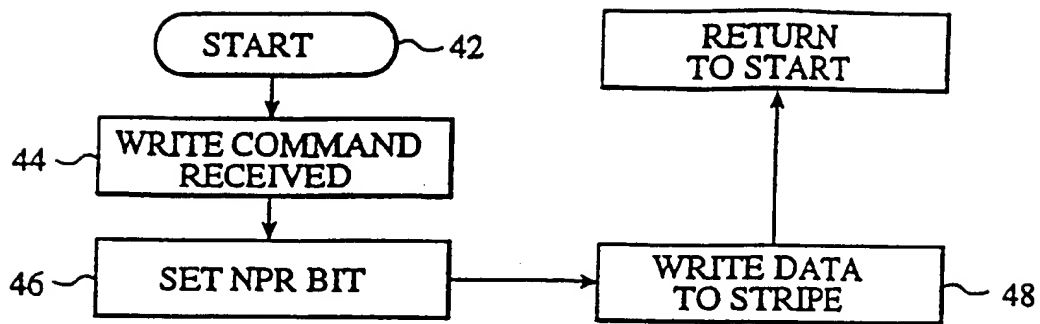 START
42
44
WRITE COMMAND
RECEIVED
46
SET NPR BIT
WRITE DATA
TO STRIPE
48
RETURN
TO START